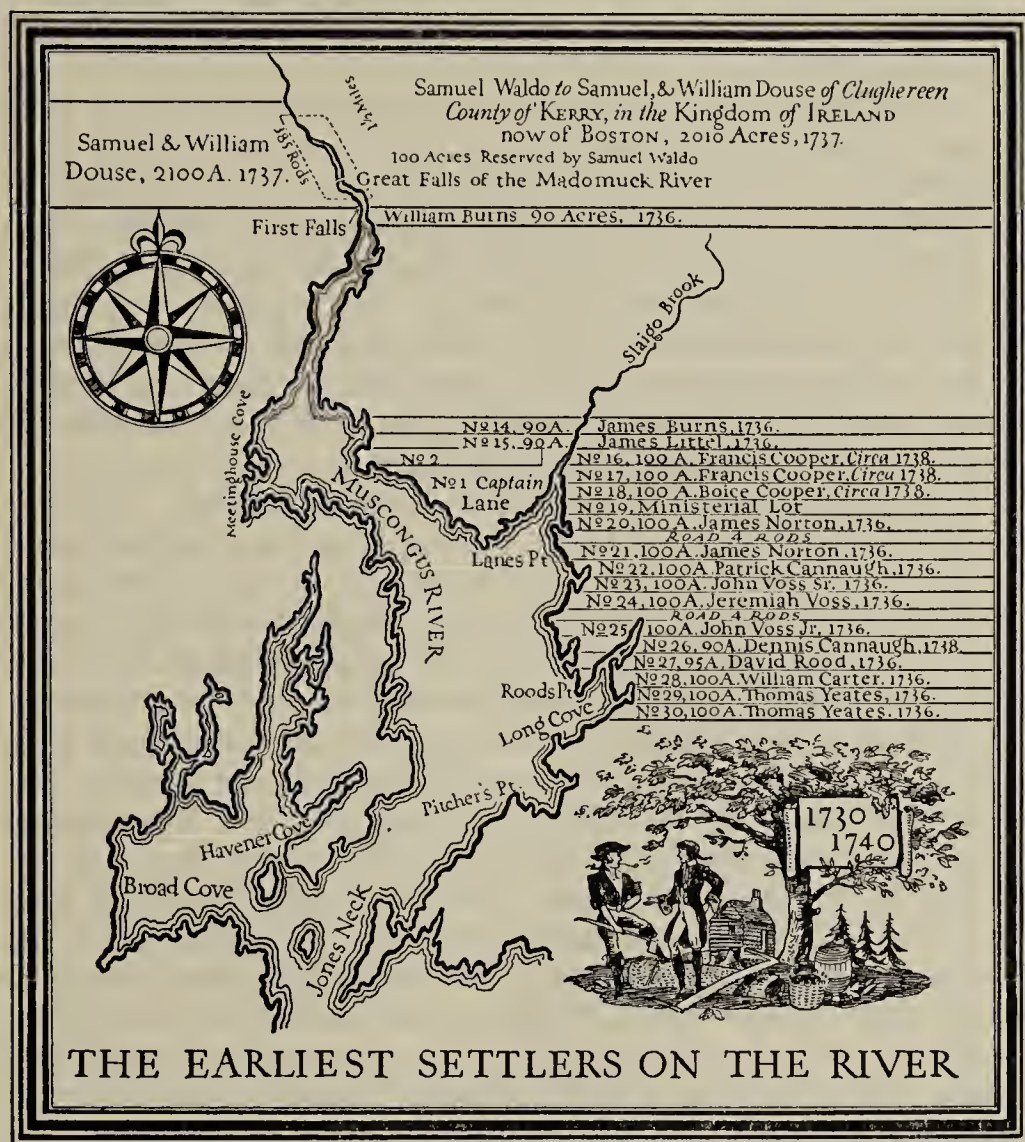 Samuel Waldo to Samuel, & William Douse of Clughereen
County of KERRY, in the Kingdom of IRELAND
now of BOSTON, 2010 Acres, 1737.
1½ Miles
385 Rods
100 Acres Reserved by Samuel Waldo
Samuel & William
Douse, 2100 A. 1737.
Great Falls of the Madomuck River
First Falls
William Burns 90 Acres, 1736.
Slaigo Brook
Meetinghouse Cove
No 14, 90 A. James Burns, 1736.
No 15, 90 A. James Littel, 1736.
No 2
No 16, 100 A. Francis Cooper, Circa 1738.
No 17, 100 A. Francis Cooper, Circa 1738.
No 1 Captain
Lane
No 18, 100 A. Boice Cooper, Circa 1738.
No 19, Ministerial Lot
No 20, 100 A. James Norton, 1736.
ROAD 4 RODS
Lanes Pt
No 21, 100 A. James Norton, 1736.
No 22, 100 A. Patrick Cannaugh, 1736.
No 23, 100 A. John Voss Sr. 1736.
No 24, 100 A. Jeremiah Voss, 1736.
ROAD 4 RODS
No 25, 100 A. John Voss Jr, 1736.
No 26, 90 A. Dennis Cannaugh, 1738.
No 27, 95 A. David Rood, 1736.
No 28, 100 A. William Carter, 1736.
No 29, 100 A. Thomas Yeates, 1736.
No 30, 100 A. Thomas Yeates. 1736.
MUSCONGUS RIVER
Roods Pt
Long Cove
Pitcher's Pt.
Havener Cove
Broad Cove
Jones Neck
1730
1740
THE EARLIEST SETTLERS ON THE RIVER